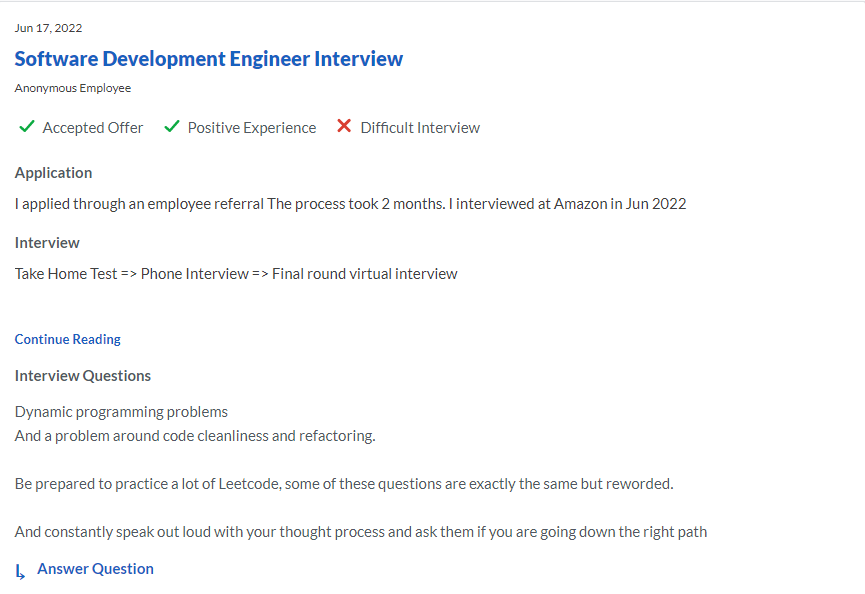 Jun 17, 2022
Software Development Engineer Interview
Anonymous Employee
Accepted Offer Positive Experience Difficult Interview
Application
I applied through an employee referral The process took 2 months. I interviewed at Amazon in Jun 2022
Interview
Take Home Test => Phone Interview => Final round virtual interview
Continue Reading
Interview Questions
Dynamic programming problems
And a problem around code cleanliness and refactoring.
Be prepared to practice a lot of Leetcode, some of these questions are exactly the same but reworded.
And constantly speak out loud with your thought process and ask them if you are going down the right path
Answer Question